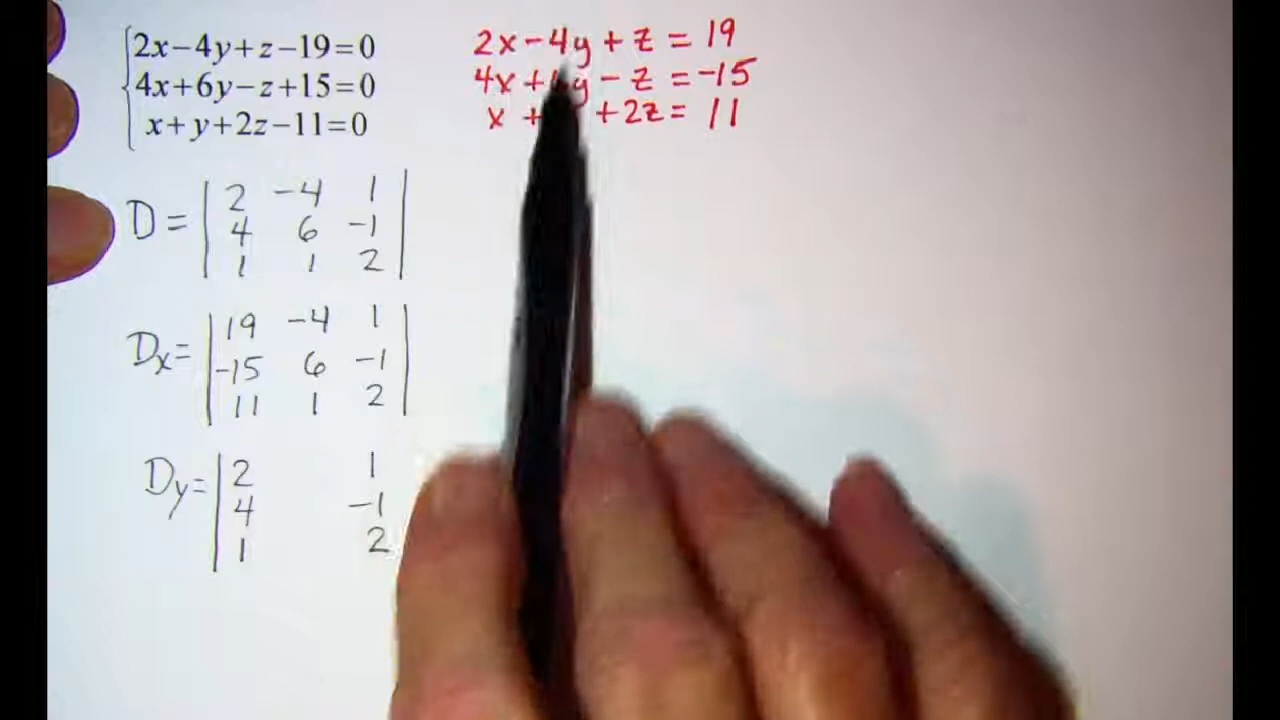 2x−4y+z−19=0
4x+6y−z+15=0
x+y+2z−11=0
2x-4y+z=19
4x+ y-z=-15
x+ +2z=11
D= | 2 -4 1 |
4 6 -1
1 1 2
Dx= | 19 -4 1 |
-15 6 -1
11 1 2
Dy= | 2 1
4 -1
1 2